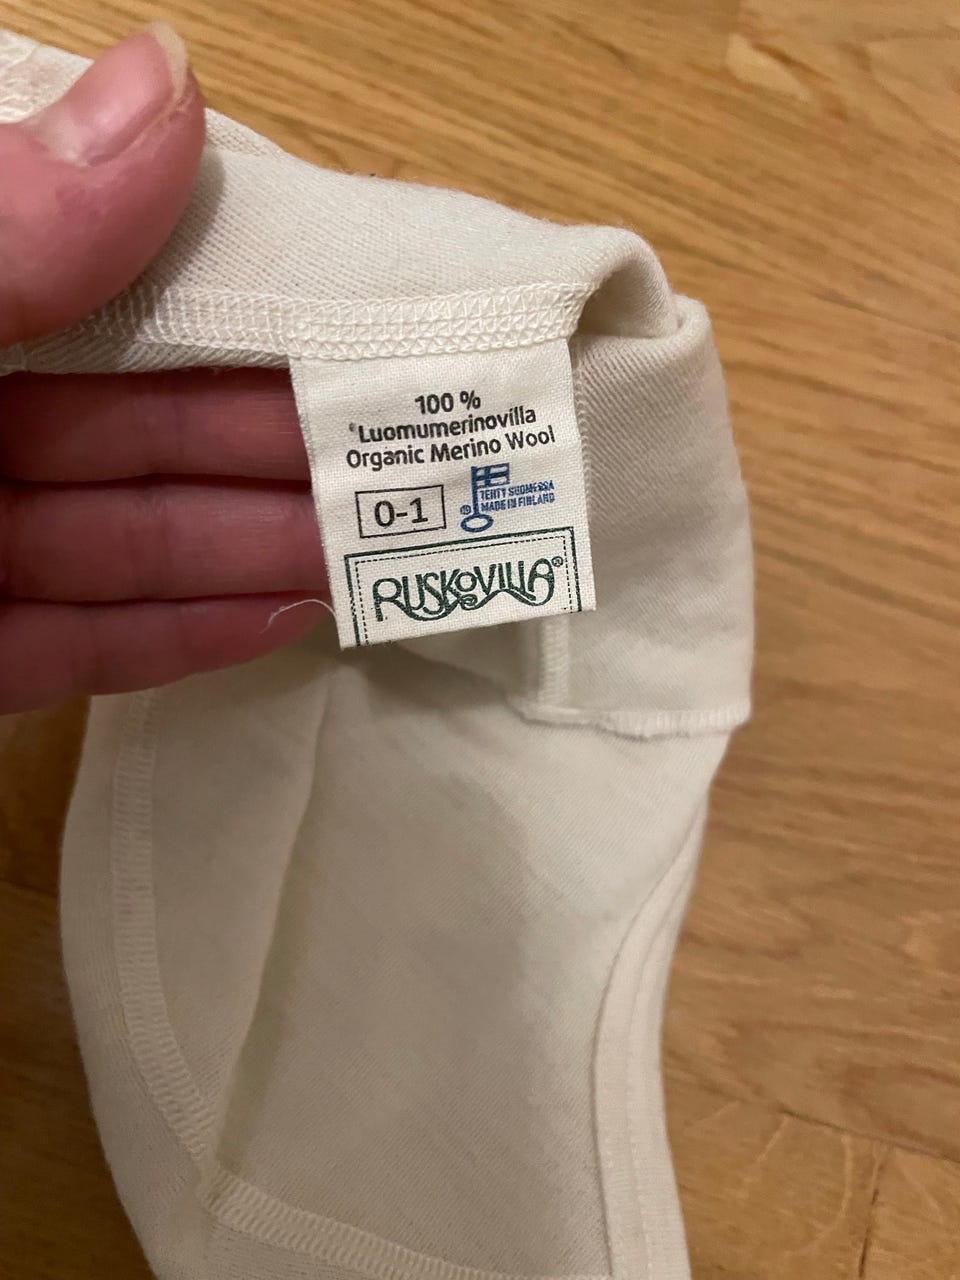 100 %
Luomumerinovilla
Organic Merino Wool
0-1
TEHTY SUOMESSA
MADE IN FINLAND
RUSKOVILLA®